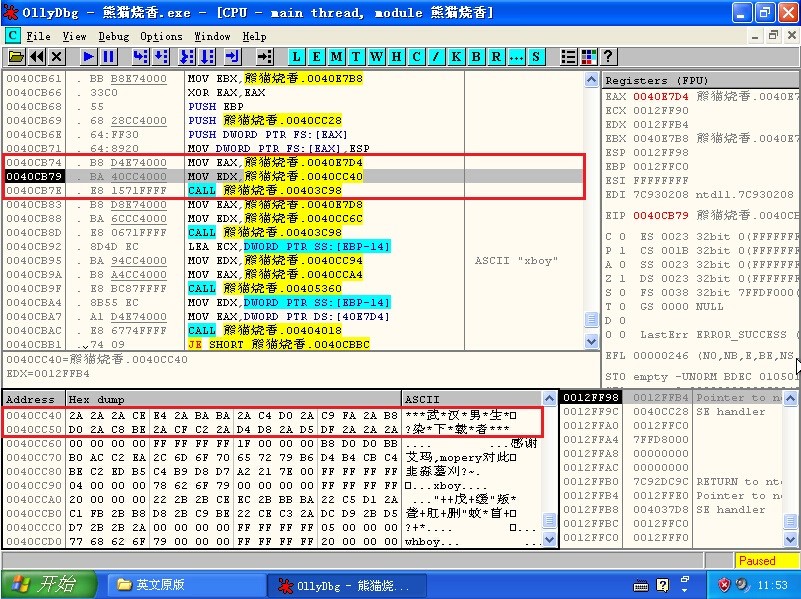 OllyDbg - 熊猫烧香.exe - [CPU - main thread, module 熊猫烧香]
C File View Debug Options Window Help
L E M T W H C / K B R ... S ?
0040CB61 . BB B8E74000 MOV EBX,熊猫烧香.0040E7B8
0040CB66 . 33C0 XOR EAX,EAX
0040CB68 . 55 PUSH EBP
0040CB69 . 68 28CC4000 PUSH 熊猫烧香.0040CC28
0040CB6E . 64:FF30 PUSH DWORD PTR FS:[EAX]
0040CB71 . 64:8920 MOV DWORD PTR FS:[EAX],ESP
0040CB74 . B8 D4E74000 MOV EAX,熊猫烧香.0040E7D4
0040CB79 . BA 40CC4000 MOV EDX,熊猫烧香.0040CC40
0040CB7E . E8 1571FFFF CALL 熊猫烧香.00403C98
0040CB83 . B8 D8E74000 MOV EAX,熊猫烧香.0040E7D8
0040CB88 . BA 6CCC4000 MOV EDX,熊猫烧香.0040CC6C
0040CB8D . E8 0671FFFF CALL 熊猫烧香.00403C98
0040CB92 . 8D4D EC LEA ECX,DWORD PTR SS:[EBP-14]
0040CB95 . BA 94CC4000 MOV EDX,熊猫烧香.0040CC94 ASCII "xboy"
0040CB9A . B8 A4CC4000 MOV EAX,熊猫烧香.0040CCA4
0040CB9F . E8 BC87FFFF CALL 熊猫烧香.00405360
0040CBA4 . 8B55 EC MOV EDX,DWORD PTR SS:[EBP-14]
0040CBA7 . A1 D4E74000 MOV EAX,DWORD PTR DS:[40E7D4]
0040CBAC . E8 6774FFFF CALL 熊猫烧香.00404018
0040CBB1 . 74 09 JE SHORT 熊猫烧香.0040CBBC
0040CC40=熊猫烧香.0040CC40
EDX=0012FFB4
Registers (FPU)
EAX 0040E7D4 熊猫烧香.0040E7
ECX 0012FF90
EDX 0012FFB4
EBX 0040E7B8 熊猫烧香.0040E7
ESP 0012FF98
EBP 0012FFC0
ESI FFFFFFFF
EDI 7C930208 ntdll.7C930208
EIP 0040CB79 熊猫烧香.0040CB
C 0 ES 0023 32bit 0(FFFFFFF
P 1 CS 001B 32bit 0(FFFFFFF
A 0 SS 0023 32bit 0(FFFFFFF
Z 1 DS 0023 32bit 0(FFFFFFF
S 0 FS 0038 32bit 7FFDF000(
T 0 GS 0000 NULL
D 0
O 0 LastErr ERROR_SUCCESS (
EFL 00000246 (NO,NB,E,BE,NS,
ST0 empty -UNORM BDEC 010501
Address Hex dump ASCII
0040CC40 2A 2A 2A CE E4 2A BA BA 2A C4 D0 2A C9 FA 2A B8 ***武*汉*男*生*
0040CC50 D0 2A C8 BE 2A CF C2 2A D4 D8 2A D5 DF 2A 2A 2A ?染*下*载*者***
0040CC60 00 00 00 00 FF FF FF FF 1C 00 00 00 B8 D0 D0 BB .... ...感谢
0040CC70 B0 AC C2 EA 2C 6D 6F 70 65 72 79 B6 D4 B4 CB C4 艾玛,mopery对此
0040CC80 BE C2 ED B5 C4 B9 D8 D7 A2 21 7E 00 FF FF FF FF
0040CC90 04 00 00 00 78 62 6F 79 00 00 00 00 FF FF FF FF ...xboy....
0040CCA0 20 00 00 00 22 2B 2B CE EC 2B BB BA 22 C5 D1 2A ..."++戊+缓"叛*
0040CCB0 C1 FB 2B B8 D8 2B C9 BE 22 CE C3 2A DC D9 2B D5
0040CCC0 D7 2B 2B 2A 00 00 00 00 FF FF FF FF 05 00 00 00 ?+*....
0040CCD0 77 68 62 6F 79 00 00 00 FF FF FF FF 20 00 00 00 whboy...
0012FF98 0012FFB4 Pointer to ne
0012FF9C 0040CC28 SE handler
0012FFA0 0012FFC0
0012FFA4 7FFD8000
0012FFA8 00000000
0012FFAC 00000000
0012FFB0 7C92DC9C RETURN to nt
0012FFB4 0012FFE0 Pointer to ne
0012FFB8 004037D8 SE handler
0012FFBC 0012FFC0
0012FFC0 0012FFF0
Paused
开始
英文原版
OllyDbg - 熊猫烧...
11:53